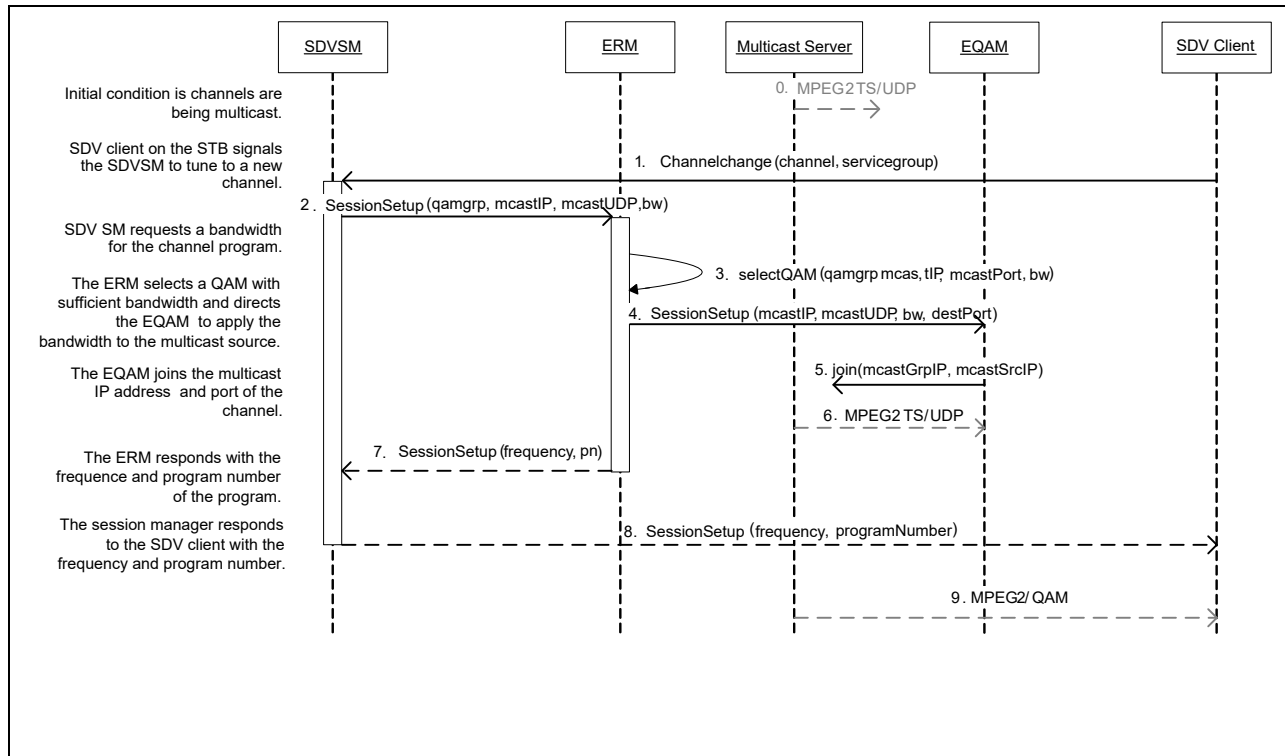 SDVSM
ERM
Multicast Server
EQAM
SDV Client
Initial condition is channels are
being multicast.
0. MPEG2TS/UDP
SDV client on the STB signals
the SDVSM to tune to a new
channel.
1. Channelchange (channel, servicegroup)
2. SessionSetup (qamgrp, mcastIP, mcastUDP,bw)
SDV SM requests a bandwidth
for the channel program.
3. selectQAM (qamgrp mcas, tIP, mcastPort, bw)
The ERM selects a QAM with
sufficient bandwidth and directs
the EQAM to apply the
bandwidth to the multicast source.
4. SessionSetup (mcastIP, mcastUDP, bw, destPort)
The EQAM joins the multicast
IP address and port of the
channel.
5. join(mcastGrpIP, mcastSrcIP)
6. MPEG2 TS/UDP
7. SessionSetup (frequency, pn)
The ERM responds with the
frequence and program number
of the program.
The session manager responds
to the SDV client with the
frequency and program number.
8. SessionSetup (frequency, programNumber)
9. MPEG2/QAM